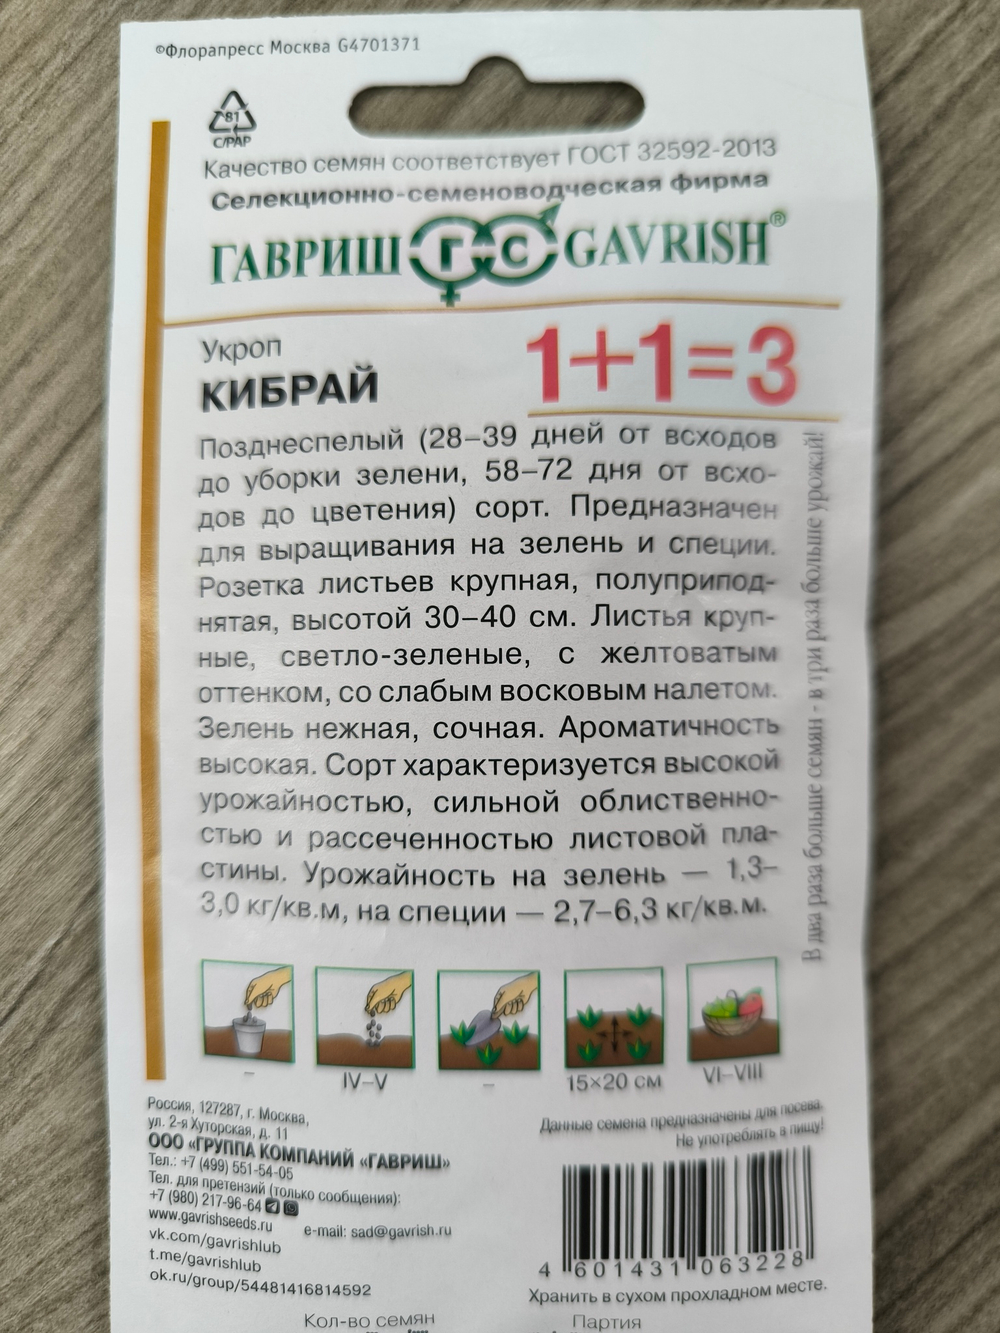 ©Флорапресс Москва G4701371
81
C/PAP
Качество семян соответствует ГОСТ 32592-2013
Селекционно-семеноводческая фирма
ГАВРИШ ГС GAVRISH®
Укроп
КИБРАЙ
1+1=3
Позднеспелый (28–39 дней от всходов
до уборки зелени, 58–72 дня от всхо-
дов до цветения) сорт. Предназначен
для выращивания на зелень и специи.
Розетка листьев крупная, полуприпод-
нятая, высотой 30–40 см. Листья круп-
ные, светло-зеленые, с желтоватым
оттенком, со слабым восковым налетом.
Зелень нежная, сочная. Ароматичность
высокая. Сорт характеризуется высокой
урожайностью, сильной облиственно-
стью и рассеченностью листовой пла-
стины. Урожайность на зелень — 1,3–
3,0 кг/кв.м, на специи — 2,7–6,3 кг/кв.м.
В два раза больше семян - в три раза больше урожай!
– IV–V – 15×20 см VI–VIII
Россия, 127287, г. Москва,
ул. 2-я Хуторская, д. 11
ООО «ГРУППА КОМПАНИЙ «ГАВРИШ»
Тел.: +7 (499) 551-54-05
Тел. для претензий (только сообщения):
+7 (980) 217-96-64
www.gavrishseeds.ru e-mail: sad@gavrish.ru
vk.com/gavrishlub
t.me/gavrishlub
ok.ru/group/54481416814592
Данные семена предназначены для посева.
Не употреблять в пищу!
4 601431 063228
Хранить в сухом прохладном месте.
Кол-во семян Партия